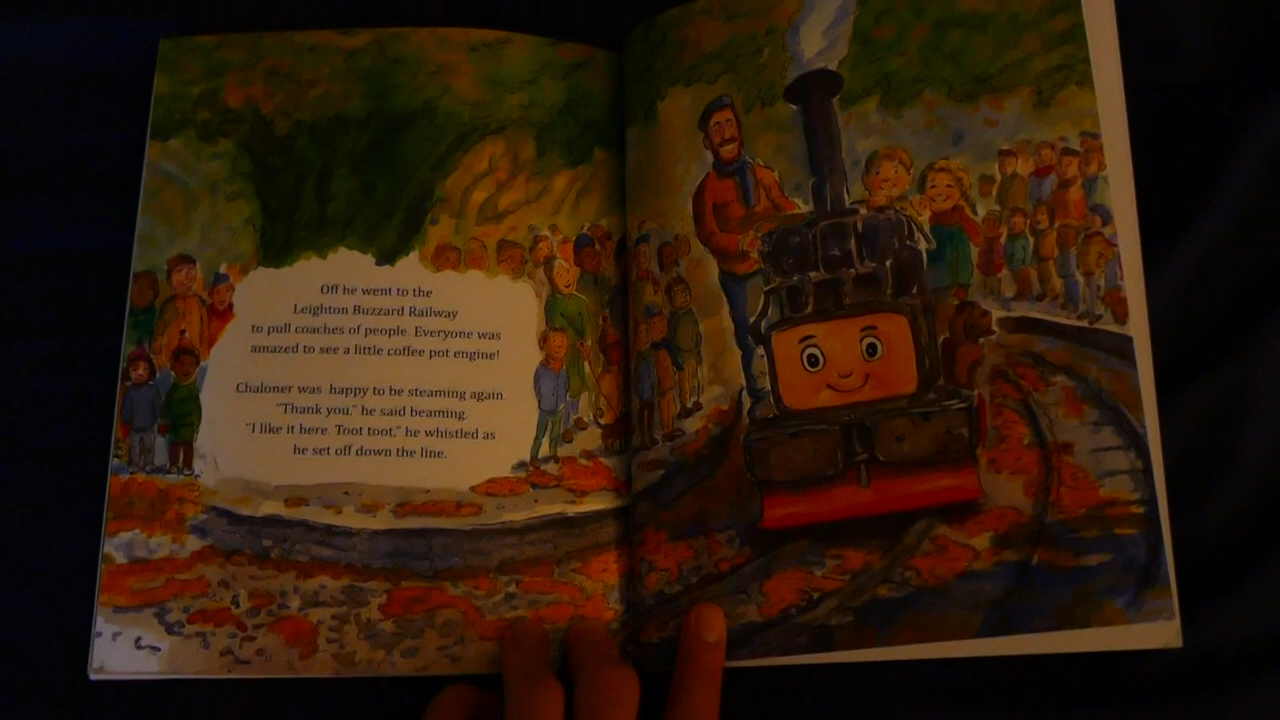 Off he went to the
Leighton Buzzard Railway
to pull coaches of people. Everyone was
amazed to see a little coffee pot engine!
Chaloner was happy to be steaming again.
“Thank you,” he said beaming.
“I like it here. Toot toot,” he whistled as
he set off down the line.